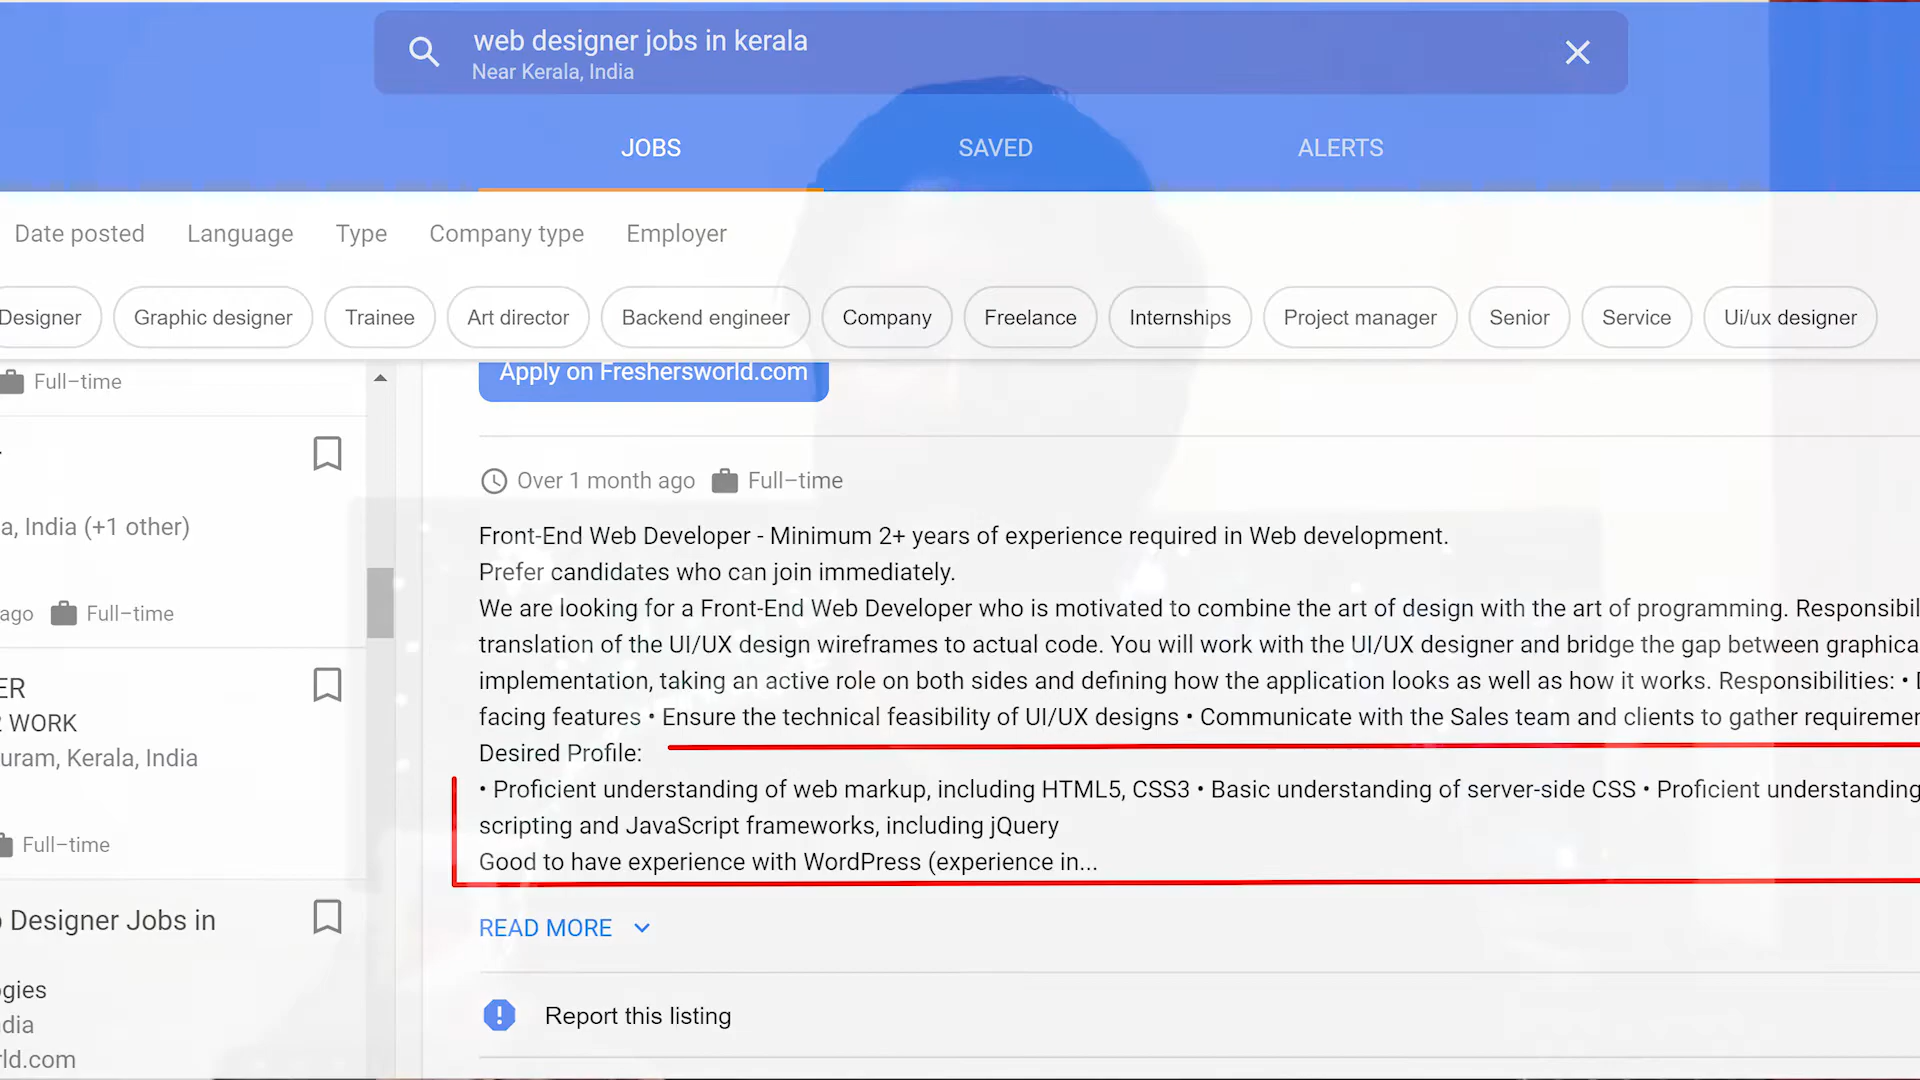 web designer jobs in kerala
Near Kerala, India
JOBS SAVED ALERTS
Date posted Language Type Company type Employer
Designer Graphic designer Trainee Art director Backend engineer Company Freelance Internships Project manager Senior Service Ui/ux designer
Full-time
a, India (+1 other)
ago Full-time
ER
WORK
uram, Kerala, India
Full-time
Designer Jobs in
gies
dia
rld.com
Apply on Freshersworld.com
Over 1 month ago Full-time
Front-End Web Developer - Minimum 2+ years of experience required in Web development.
Prefer candidates who can join immediately.
We are looking for a Front-End Web Developer who is motivated to combine the art of design with the art of programming. Responsibil
translation of the UI/UX design wireframes to actual code. You will work with the UI/UX designer and bridge the gap between graphica
implementation, taking an active role on both sides and defining how the application looks as well as how it works. Responsibilities: •
facing features • Ensure the technical feasibility of UI/UX designs • Communicate with the Sales team and clients to gather requiremen
Desired Profile:
• Proficient understanding of web markup, including HTML5, CSS3 • Basic understanding of server-side CSS • Proficient understanding
scripting and JavaScript frameworks, including jQuery
Good to have experience with WordPress (experience in...
READ MORE
Report this listing